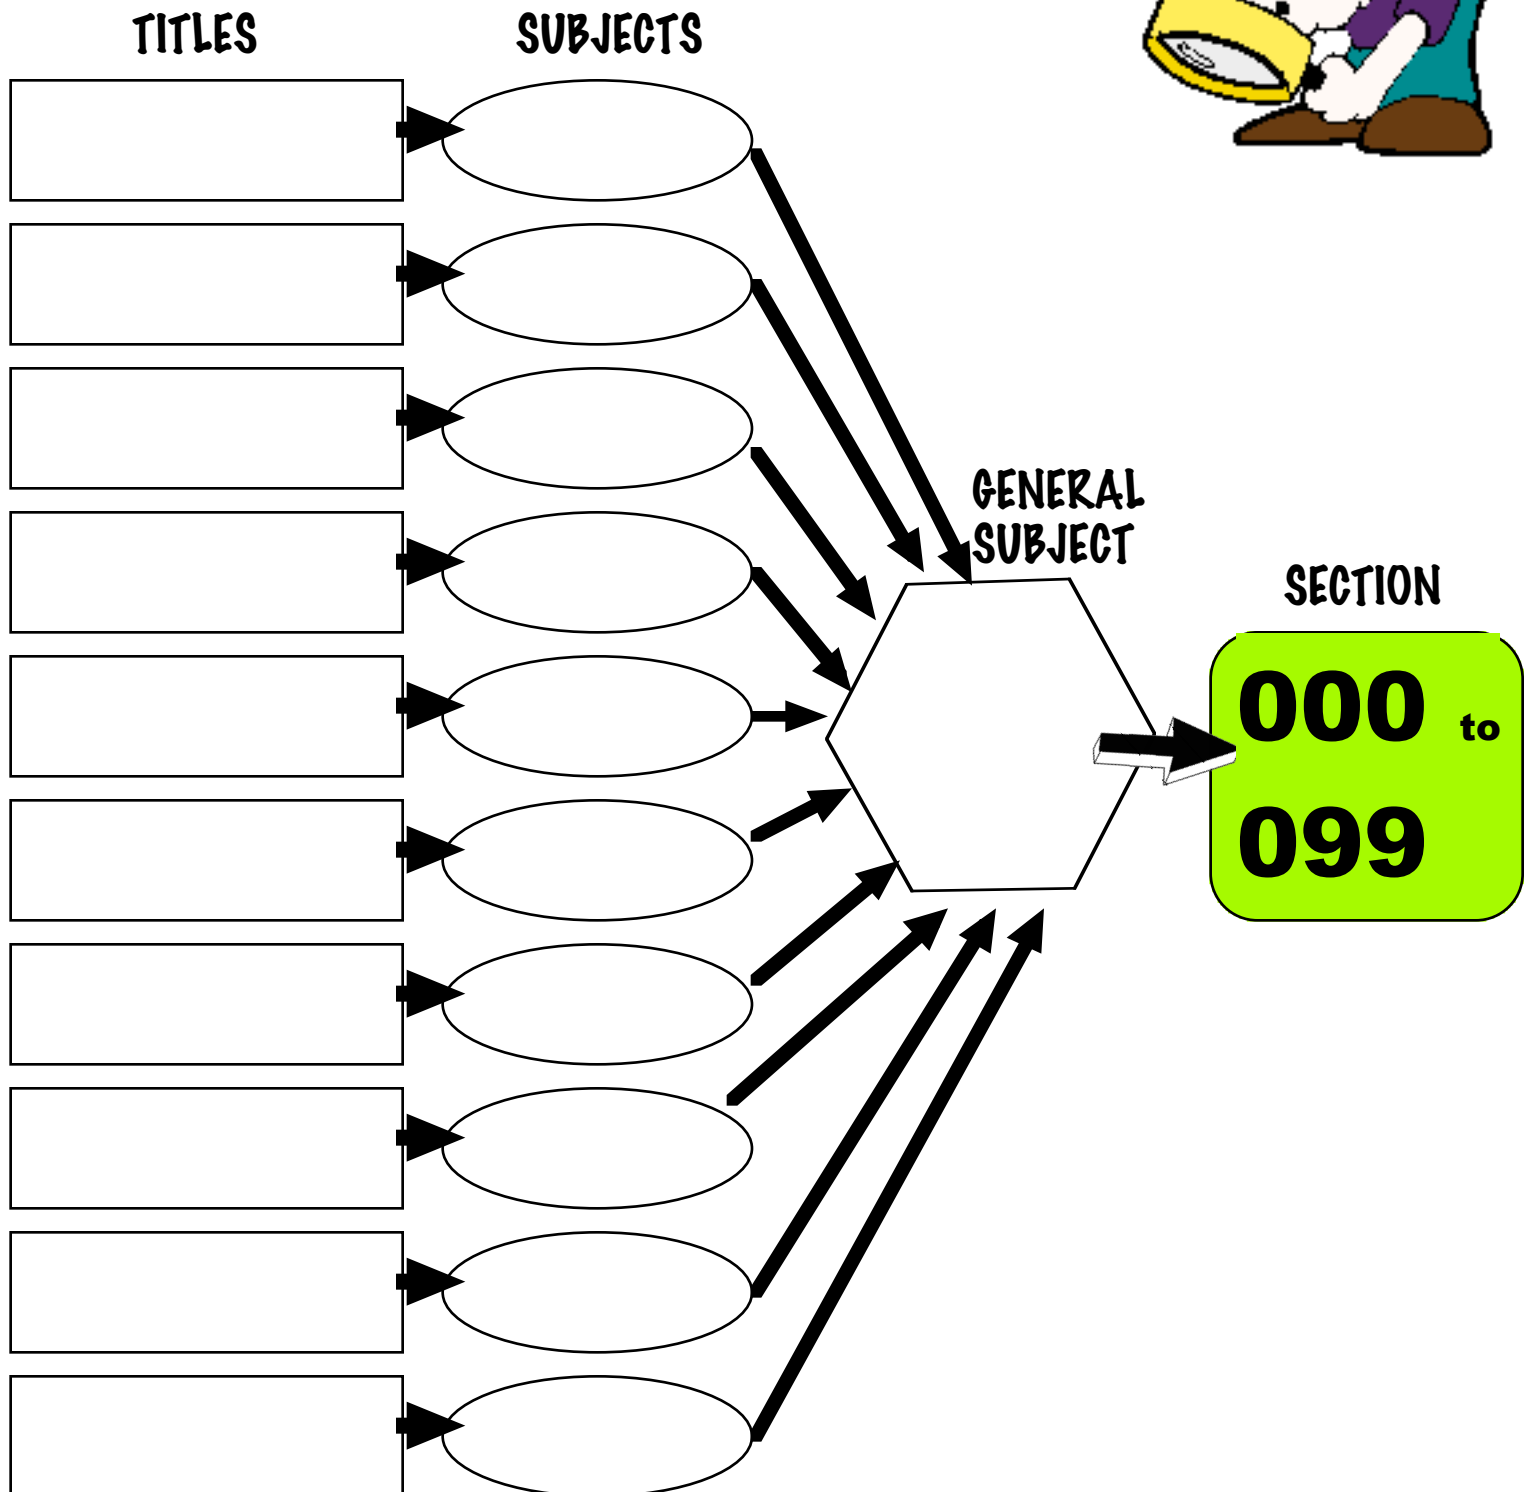 TITLES
SUBJECTS
GENERAL
SUBJECT
SECTION
000 to
099